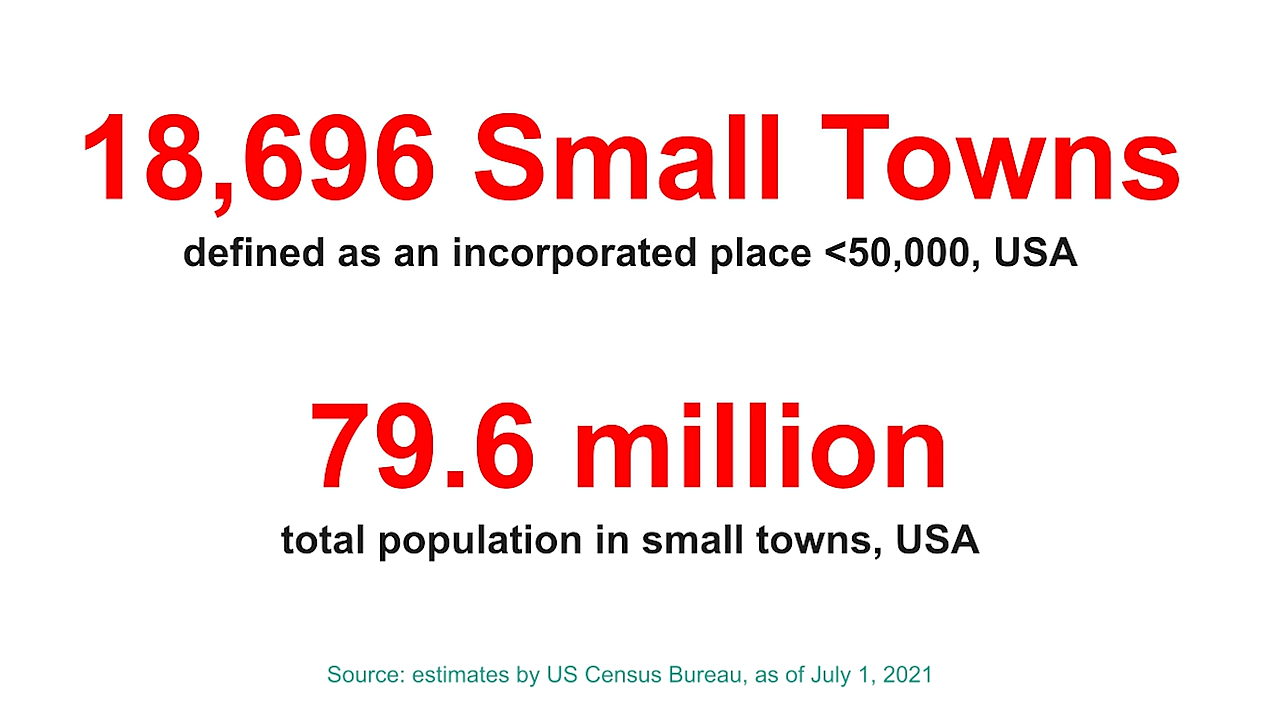 18,696 Small Towns
defined as an incorporated place <50,000, USA
79.6 million
total population in small towns, USA
Source: estimates by US Census Bureau, as of July 1, 2021